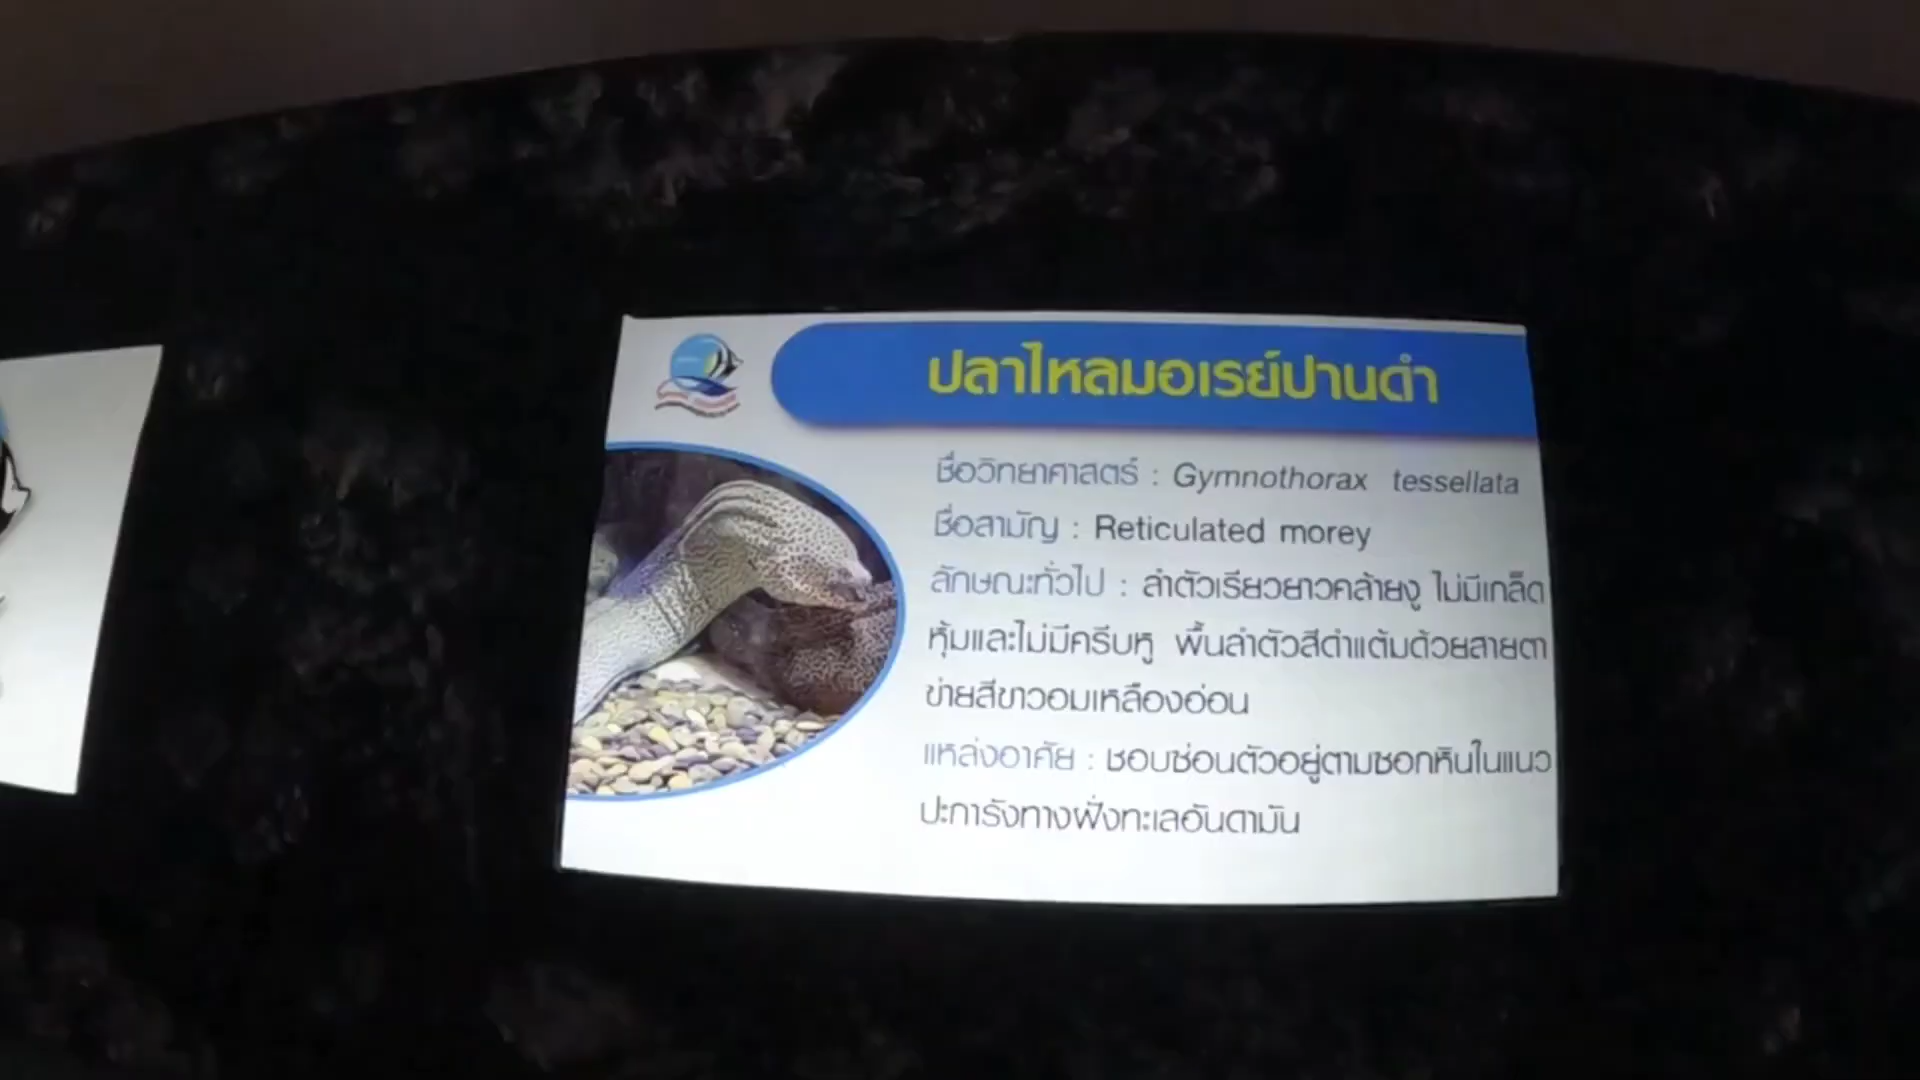 ปลาไหลมอเรย์ปานดำ
ชื่อวิทยาศาสตร์ : Gymnothorax tessellata
ชื่อสามัญ : Reticulated morey
ลักษณะทั่วไป : ลำตัวเรียวยาวคล้ายงู ไม่มีเกล็ด
หุ้มและไม่มีครีบหู พื้นลำตัวสีดำแต้มด้วยสายตา
ข่ายสีขาวอมเหลืองอ่อน
แหล่งอาศัย : ชอบซ่อนตัวอยู่ตามซอกหินในแนว
ปะการังทางฝั่งทะเลอันดามัน